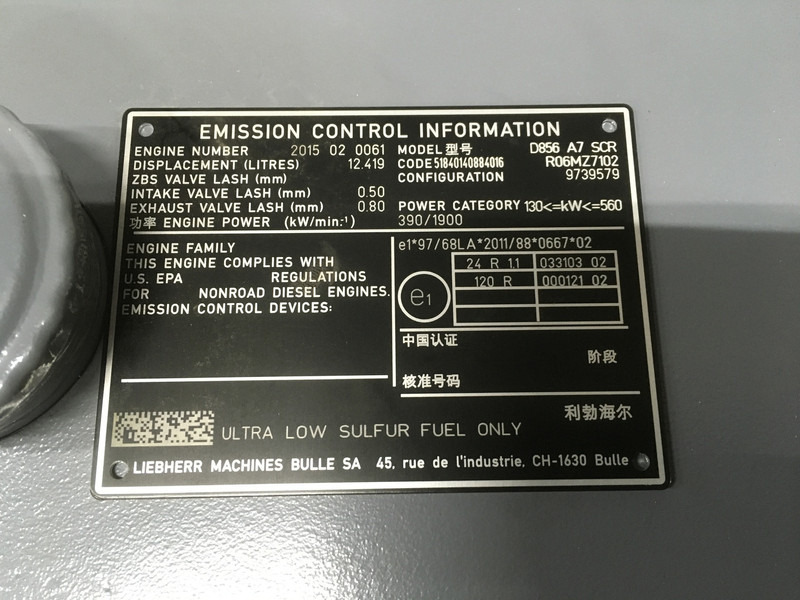 EMISSION CONTROL INFORMATION
ENGINE NUMBER 2015 02 0061 MODEL型号 D856 A7 SCR
DISPLACEMENT (LITRES) 12.419 CODE51840140884016 R06MZ7102
ZBS VALVE LASH (mm) CONFIGURATION 9739579
INTAKE VALVE LASH (mm) 0.50
EXHAUST VALVE LASH (mm) 0.80 POWER CATEGORY 130<=kW<=560
功率 ENGINE POWER (kW/min.⁻¹) 390/1900
ENGINE FAMILY
THIS ENGINE COMPLIES WITH
U.S. EPA REGULATIONS
FOR NONROAD DIESEL ENGINES.
EMISSION CONTROL DEVICES:
e1*97/68LA*2011/88*0667*02
24 R 1.1 033103 02
120 R 000121 02
e1
中国认证
阶段
核准号码
利勃海尔
ULTRA LOW SULFUR FUEL ONLY
LIEBHERR MACHINES BULLE SA 45, rue de l'industrie, CH-1630 Bulle